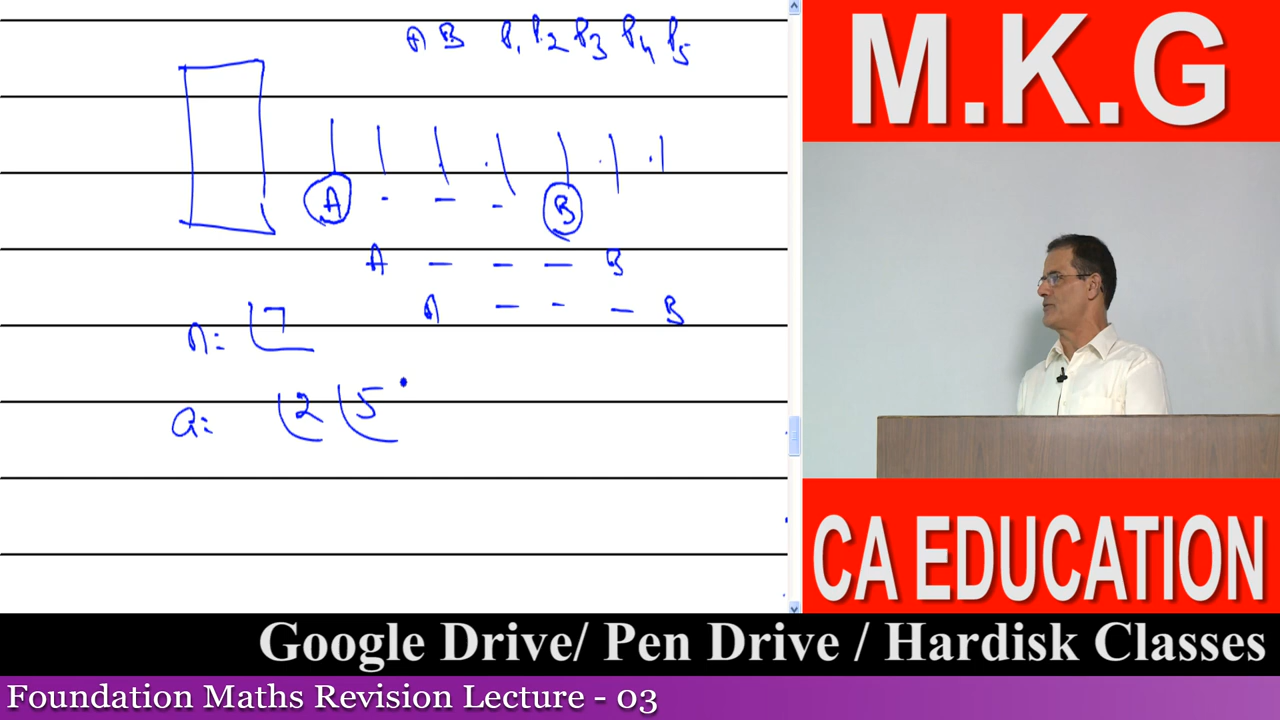 A B P1 P2 P3 P4 P5
A · – – B
A – – – B
A – – – B
n: 7
a: 2 5
M.K.G
CA EDUCATION
Google Drive/ Pen Drive / Hardisk Classes
Foundation Maths Revision Lecture - 03